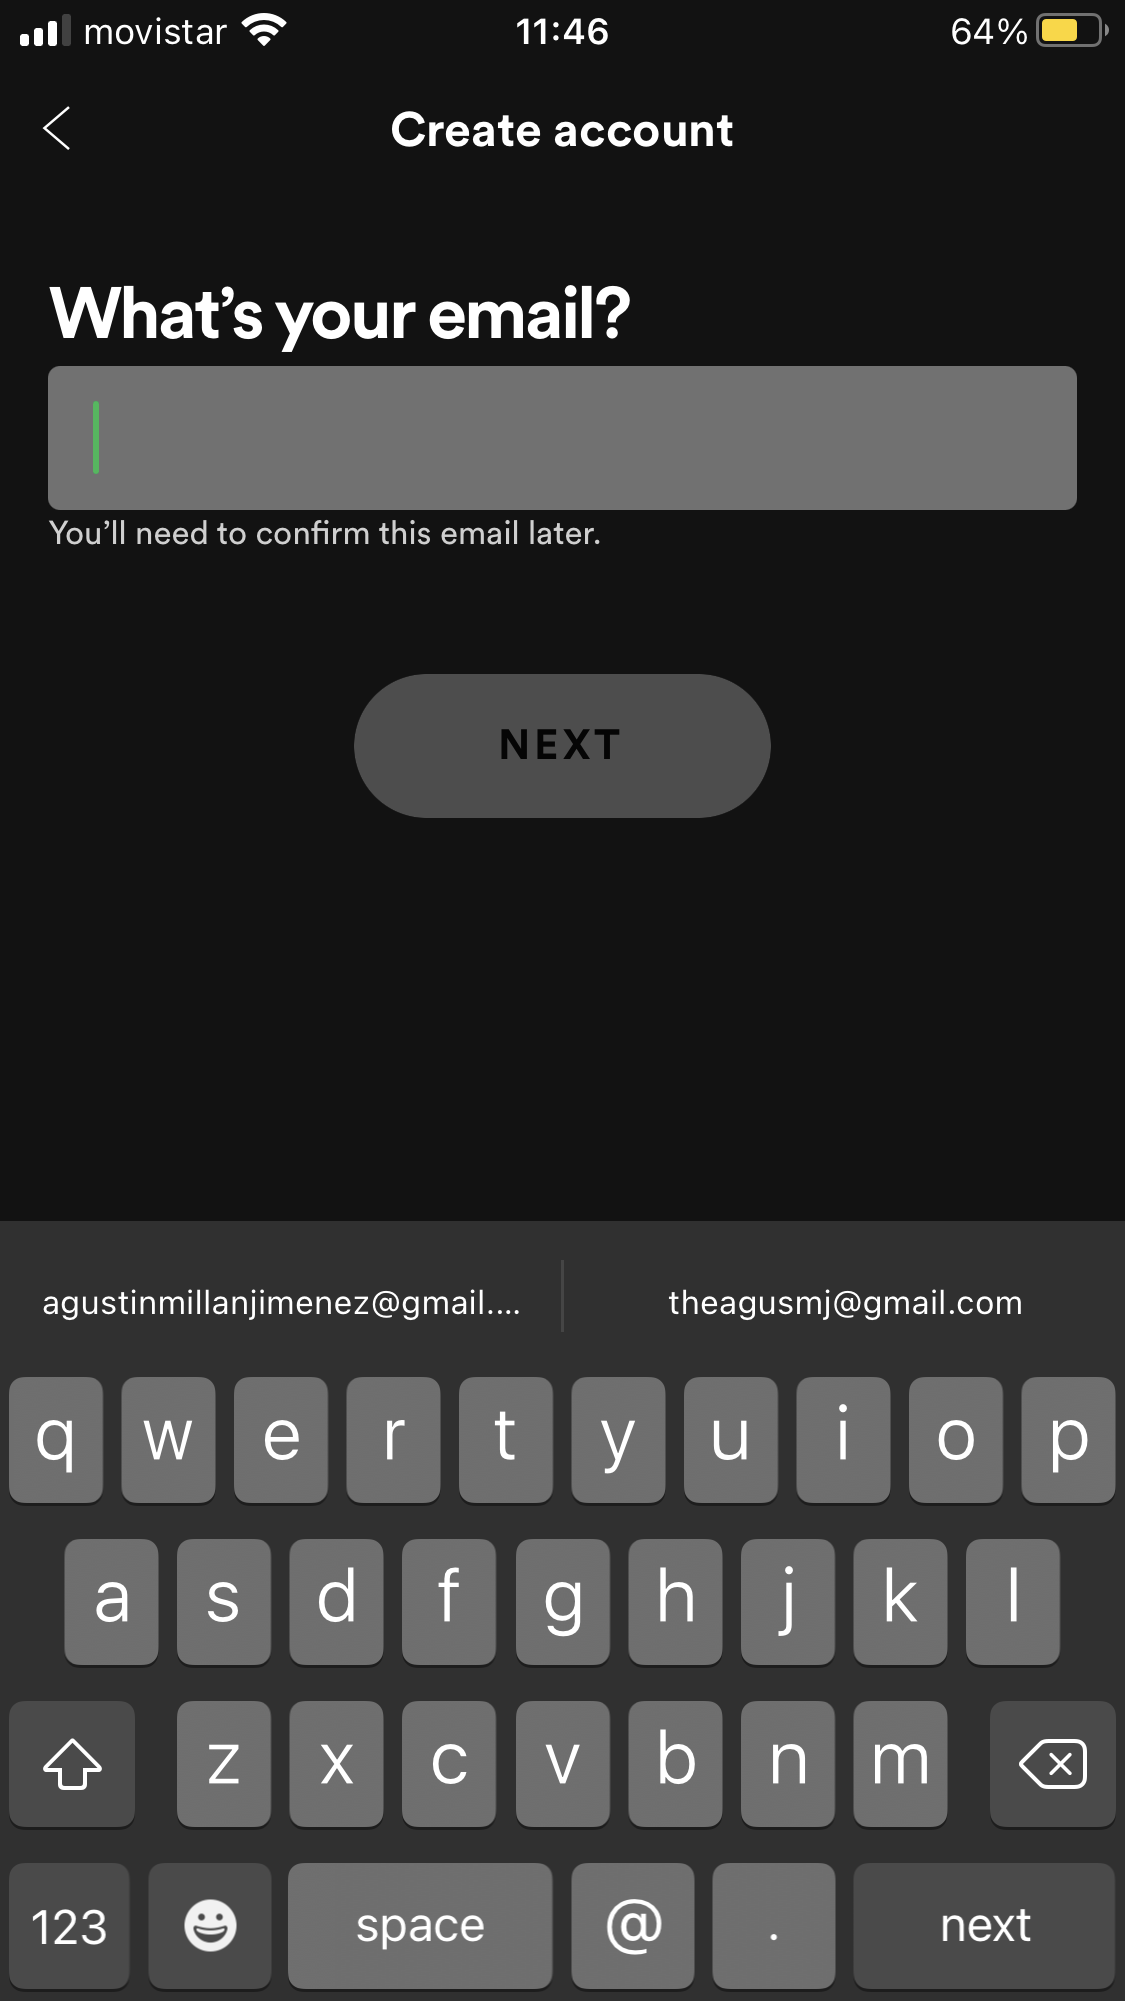 movistar 11:46 64%
Create account
What's your email?
You'll need to confirm this email later.
NEXT
agustinmillanjimenez@gmail.... theagusmj@gmail.com
q w e r t y u i o p
a s d f g h j k l
z x c v b n m
123 space @ . next